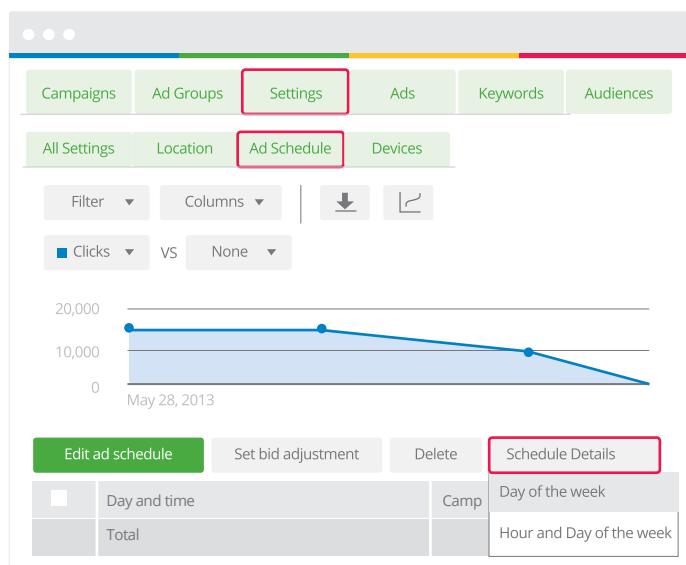 Campaigns Ad Groups Settings Ads Keywords Audiences
All Settings Location Ad Schedule Devices
Filter Columns
Clicks VS None
20,000
10,000
0
May 28, 2013
Edit ad schedule Set bid adjustment Delete Schedule Details
Day and time Camp Day of the week
Total Hour and Day of the week